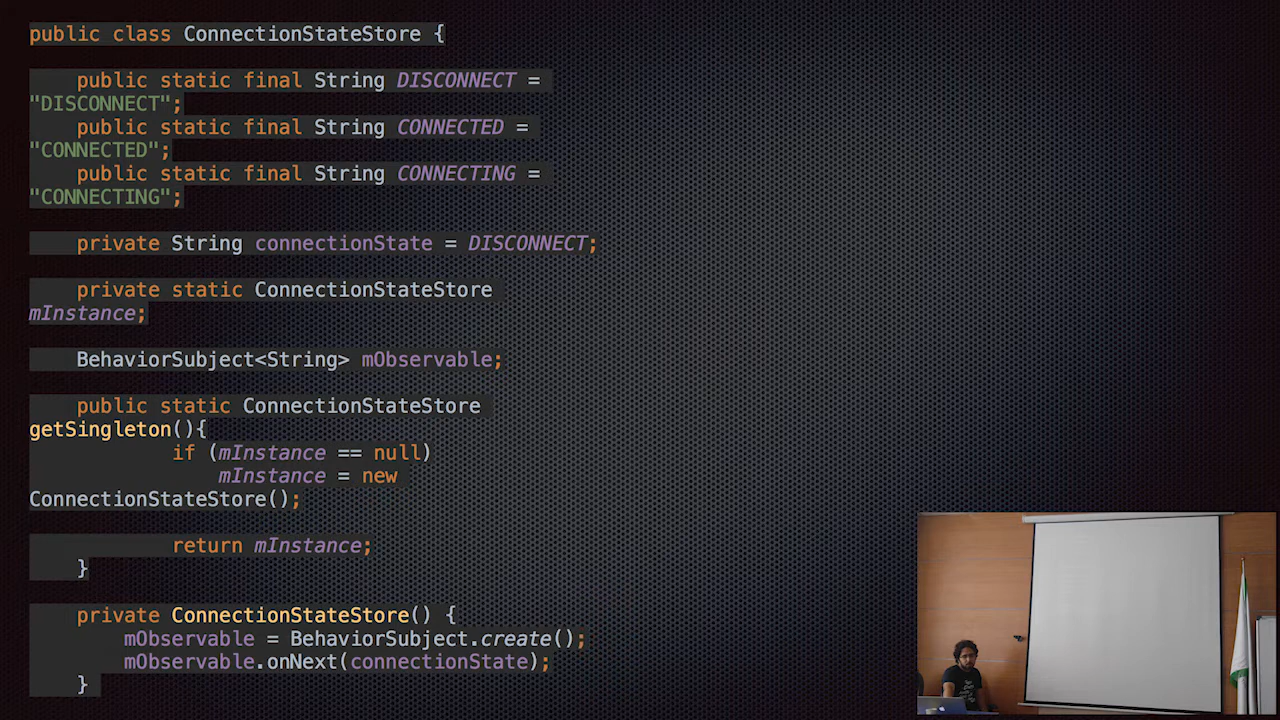 public class ConnectionStateStore {
public static final String DISCONNECT =
"DISCONNECT";
public static final String CONNECTED =
"CONNECTED";
public static final String CONNECTING =
"CONNECTING";
private String connectionState = DISCONNECT;
private static ConnectionStateStore
mInstance;
BehaviorSubject<String> mObservable;
public static ConnectionStateStore
getSingleton(){
if (mInstance == null)
mInstance = new
ConnectionStateStore();
return mInstance;
}
private ConnectionStateStore() {
mObservable = BehaviorSubject.create();
mObservable.onNext(connectionState);
}